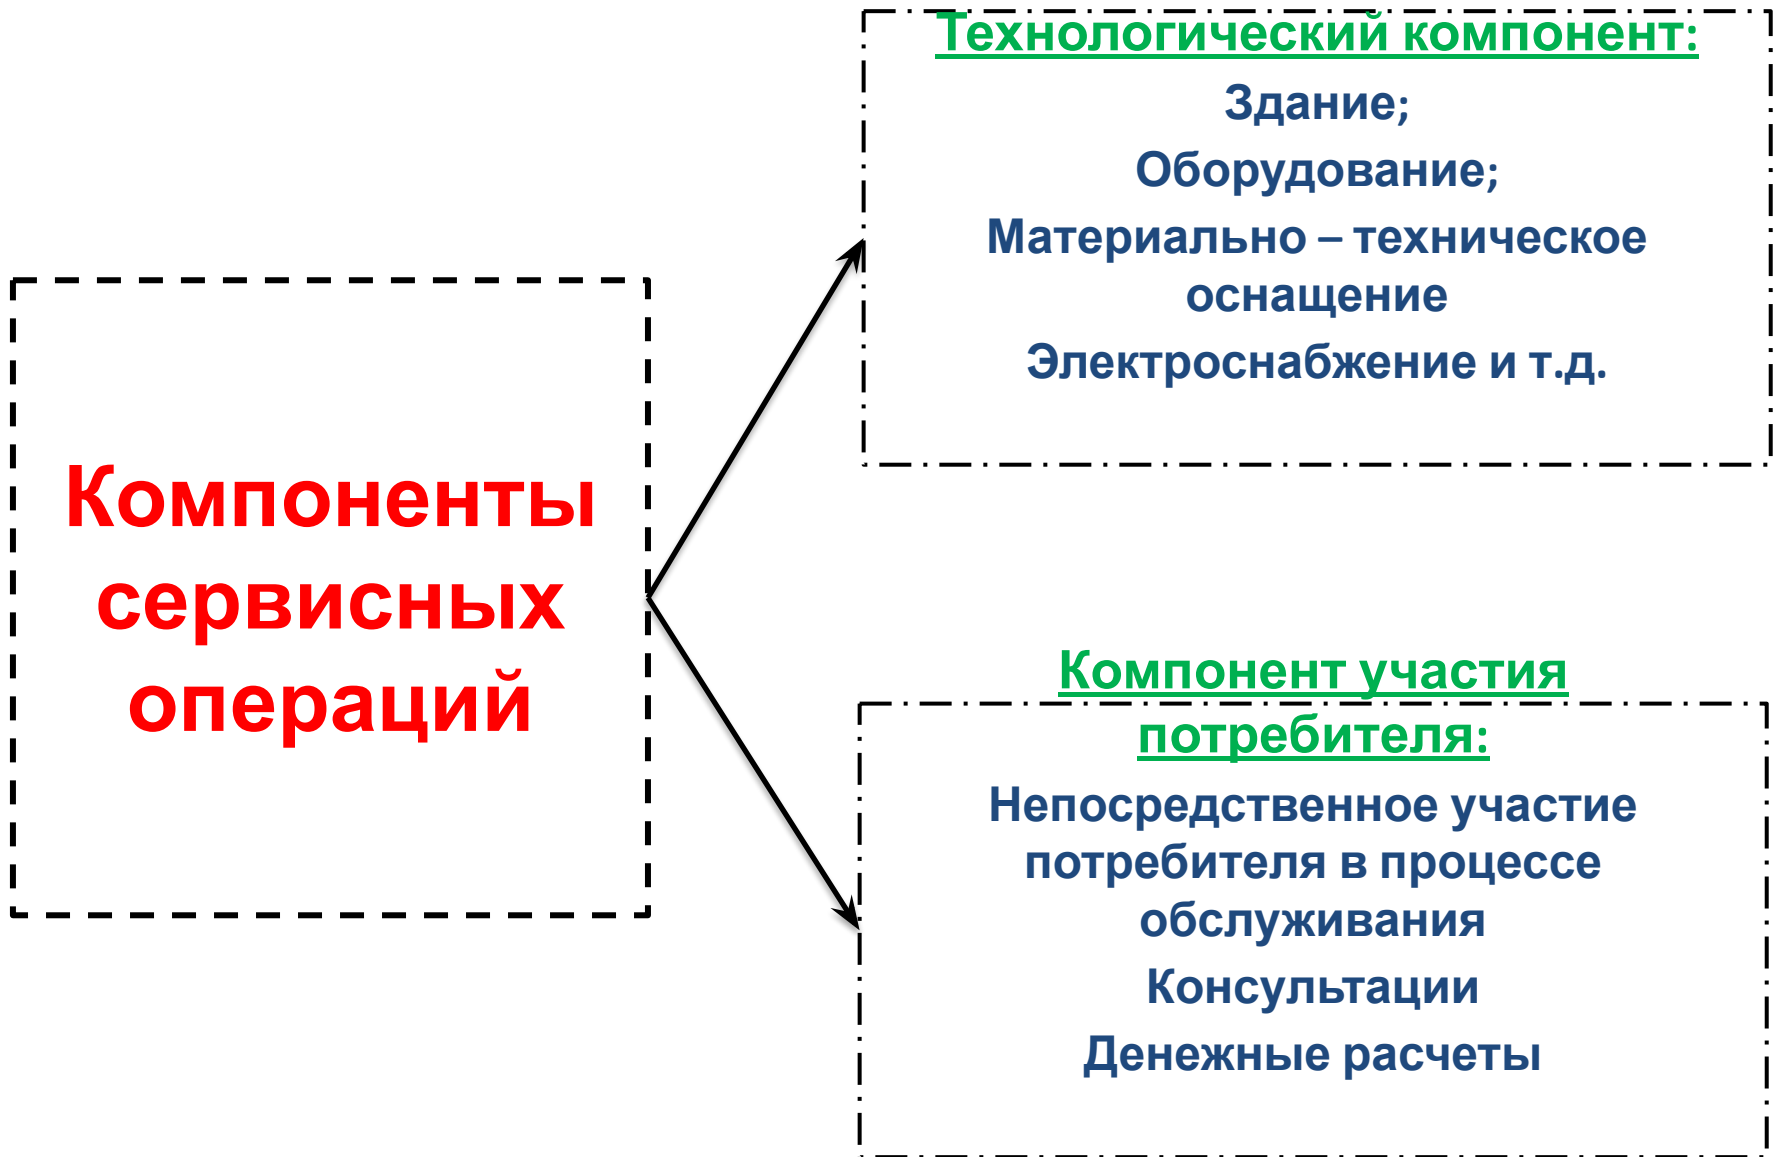 Компоненты
сервисных
операций
Технологический компонент:
Здание;
Оборудование;
Материально – техническое
оснащение
Электроснабжение и т.д.
Компонент участия
потребителя:
Непосредственное участие
потребителя в процессе
обслуживания
Консультации
Денежные расчеты